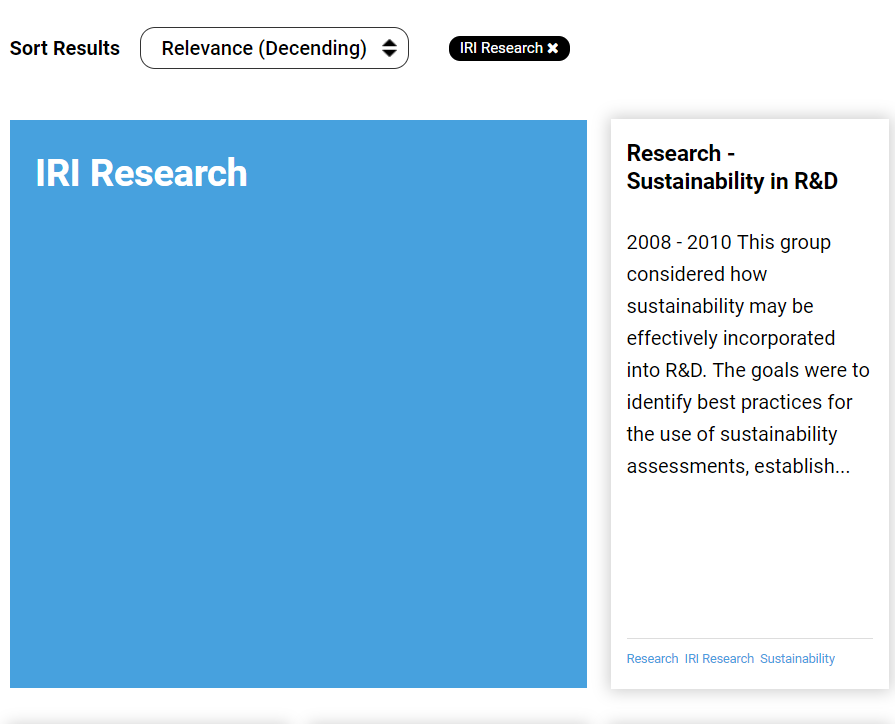 Sort Results
Relevance (Decending)
IRI Research ✖
IRI Research
Research -
Sustainability in R&D
2008 - 2010 This group
considered how
sustainability may be
effectively incorporated
into R&D. The goals were to
identify best practices for
the use of sustainability
assessments, establish...
Research IRI Research Sustainability